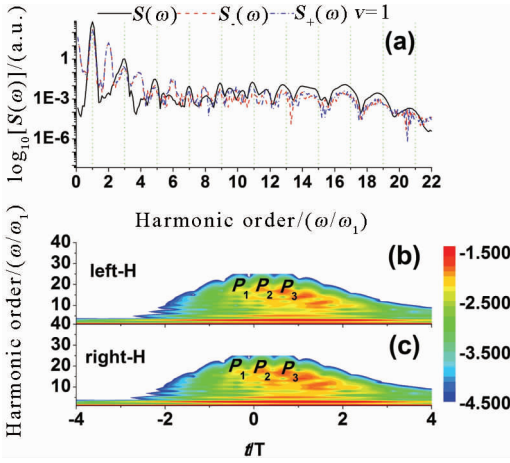 S(ω) S₋(ω) S₊(ω) v=1
(a)
log₁₀[S(ω)]/(a.u.)
1
1E-3
1E-6
0 1 2 3 4 5 6 7 8 9 10 11 12 13 14 15 16 17 18 19 20 21 22
Harmonic order/(ω/ω₁)
Harmonic order/(ω/ω₁)
40
30
20
10
40
left-H
P₁ P₂ P₃
(b)
30
20
10
right-H
P₁ P₂ P₃
(c)
-4 -2 0 2 4
t/T
-1.500
-2.500
-3.500
-4.500